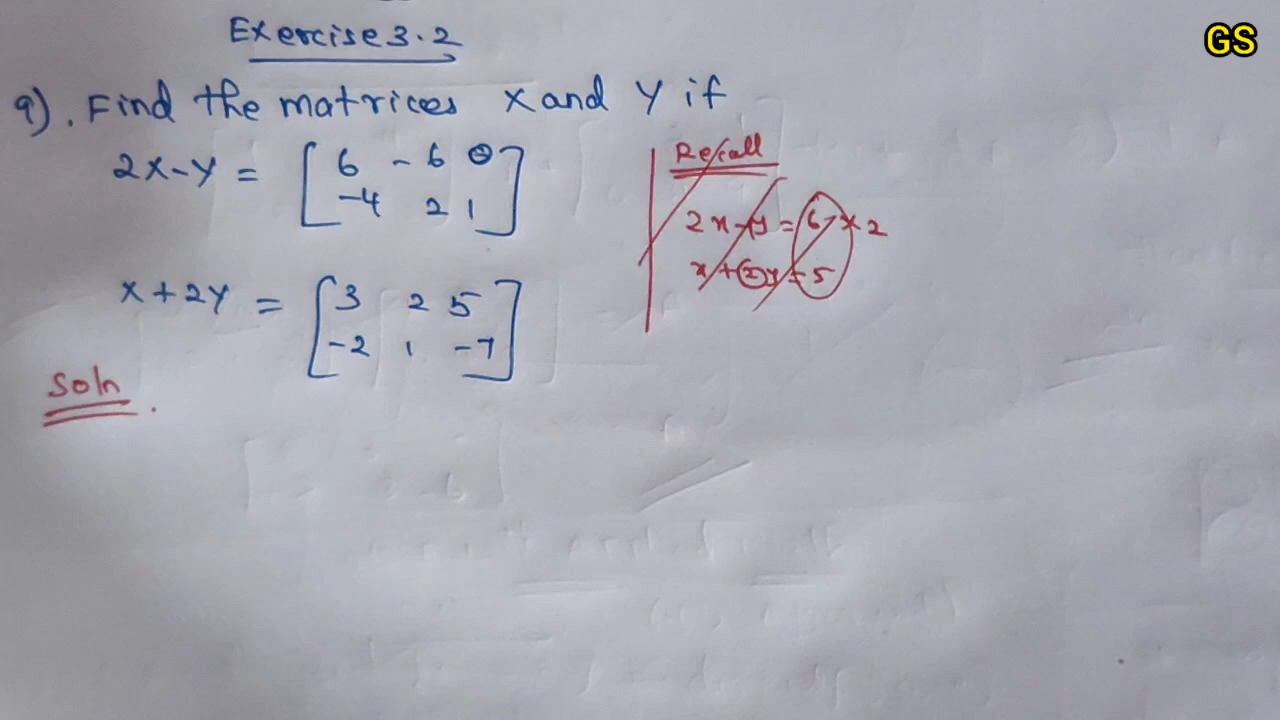 Exercise 3.2
GS
9). Find the matrices X and Y if
2X-Y = [ 6 -6 0
-4 2 1 ]
Recall
2x-y = 6 × 2
x+2y = 5
X+2Y = [ 3 2 5
-2 1 -7 ]
Soln.